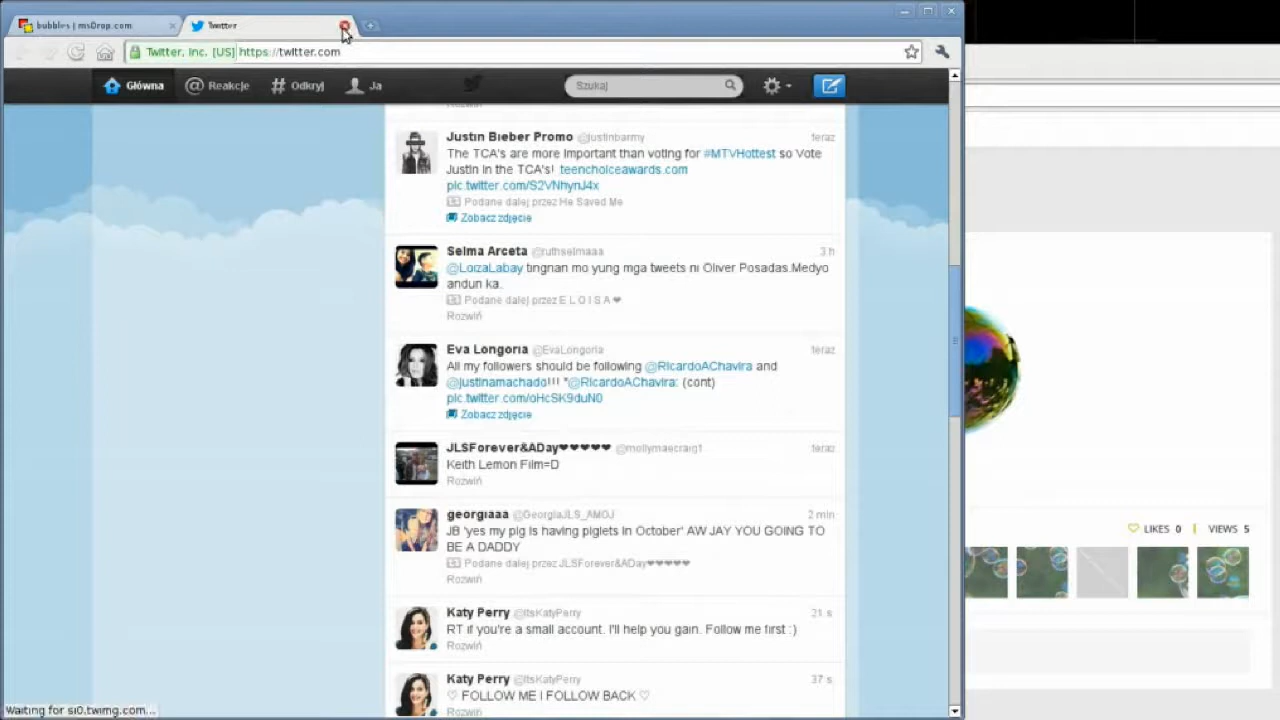 bubbles | msDrop.com
Twitter
Twitter, Inc. [US] https://twitter.com
Główna
Reakcje
Odkryj
Ja
Szukaj
Rozwiń
Justin Bieber Promo @justinbarmy teraz
The TCA's are more important than voting for #MTVHottest so Vote
Justin in the TCA's! teenchoiceawards.com
pic.twitter.com/S2VNhynJ4x
Podane dalej przez He Saved Me
Zobacz zdjęcie
Selma Arceta @ruthselmaaa 3 h
@LoizaLabay tingnan mo yung mga tweets ni Oliver Posadas.Medyo
andun ka.
Podane dalej przez E L O I S A ❤
Rozwiń
Eva Longoria @EvaLongoria teraz
All my followers should be following @RicardoAChavira and
@justinamachado!!! "@RicardoAChavira: (cont)
pic.twitter.com/oHcSK9duN0
Zobacz zdjęcie
JLSForever&ADay❤❤❤❤❤ @mollymaecraig1 teraz
Keith Lemon Film=D
Rozwiń
georgiaaa @GeorgiaJLS_AMOJ 2 min
JB 'yes my pig is having piglets in October' AW JAY YOU GOING TO
BE A DADDY
Podane dalej przez JLSForever&ADay❤❤❤❤❤
Rozwiń
Katy Perry @ItsKatyPerry 21 s
RT if you're a small account. I'll help you gain. Follow me first :)
Rozwiń
Katy Perry @ItsKatyPerry 37 s
♡ FOLLOW ME I FOLLOW BACK ♡
Rozwiń
Waiting for si0.twimg.com...
LIKES 0 | VIEWS 5